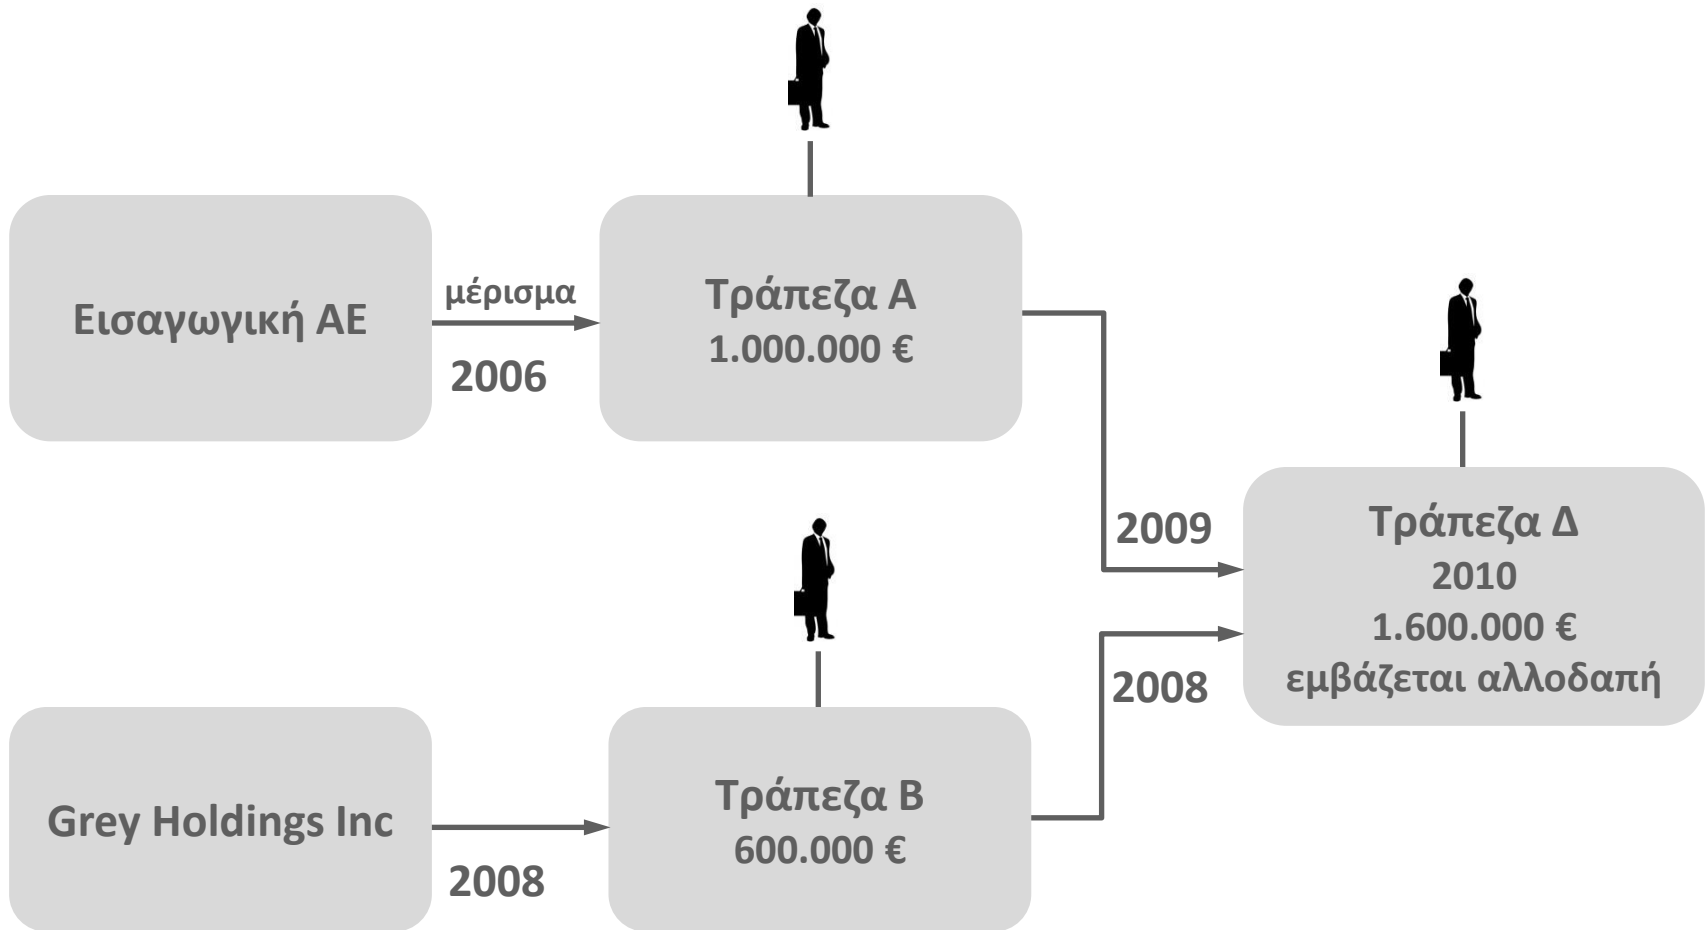 Εισαγωγική ΑΕ
μέρισμα
2006
Τράπεζα Α
1.000.000 €
2009
Τράπεζα Δ
2010
1.600.000 €
εμβάζεται αλλοδαπή
Grey Holdings Inc
2008
Τράπεζα Β
600.000 €
2008